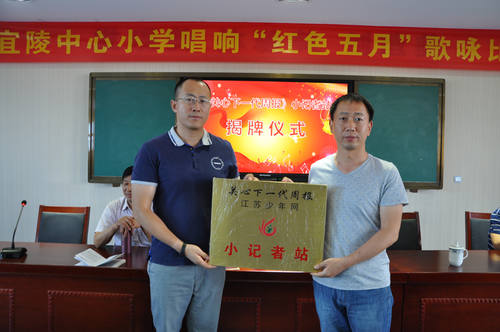 宜陵中心小学唱响“红色五月”歌咏比
关心下一代周报》小记者站
揭牌仪式
关心下一代周报
江苏少年网
小记者站